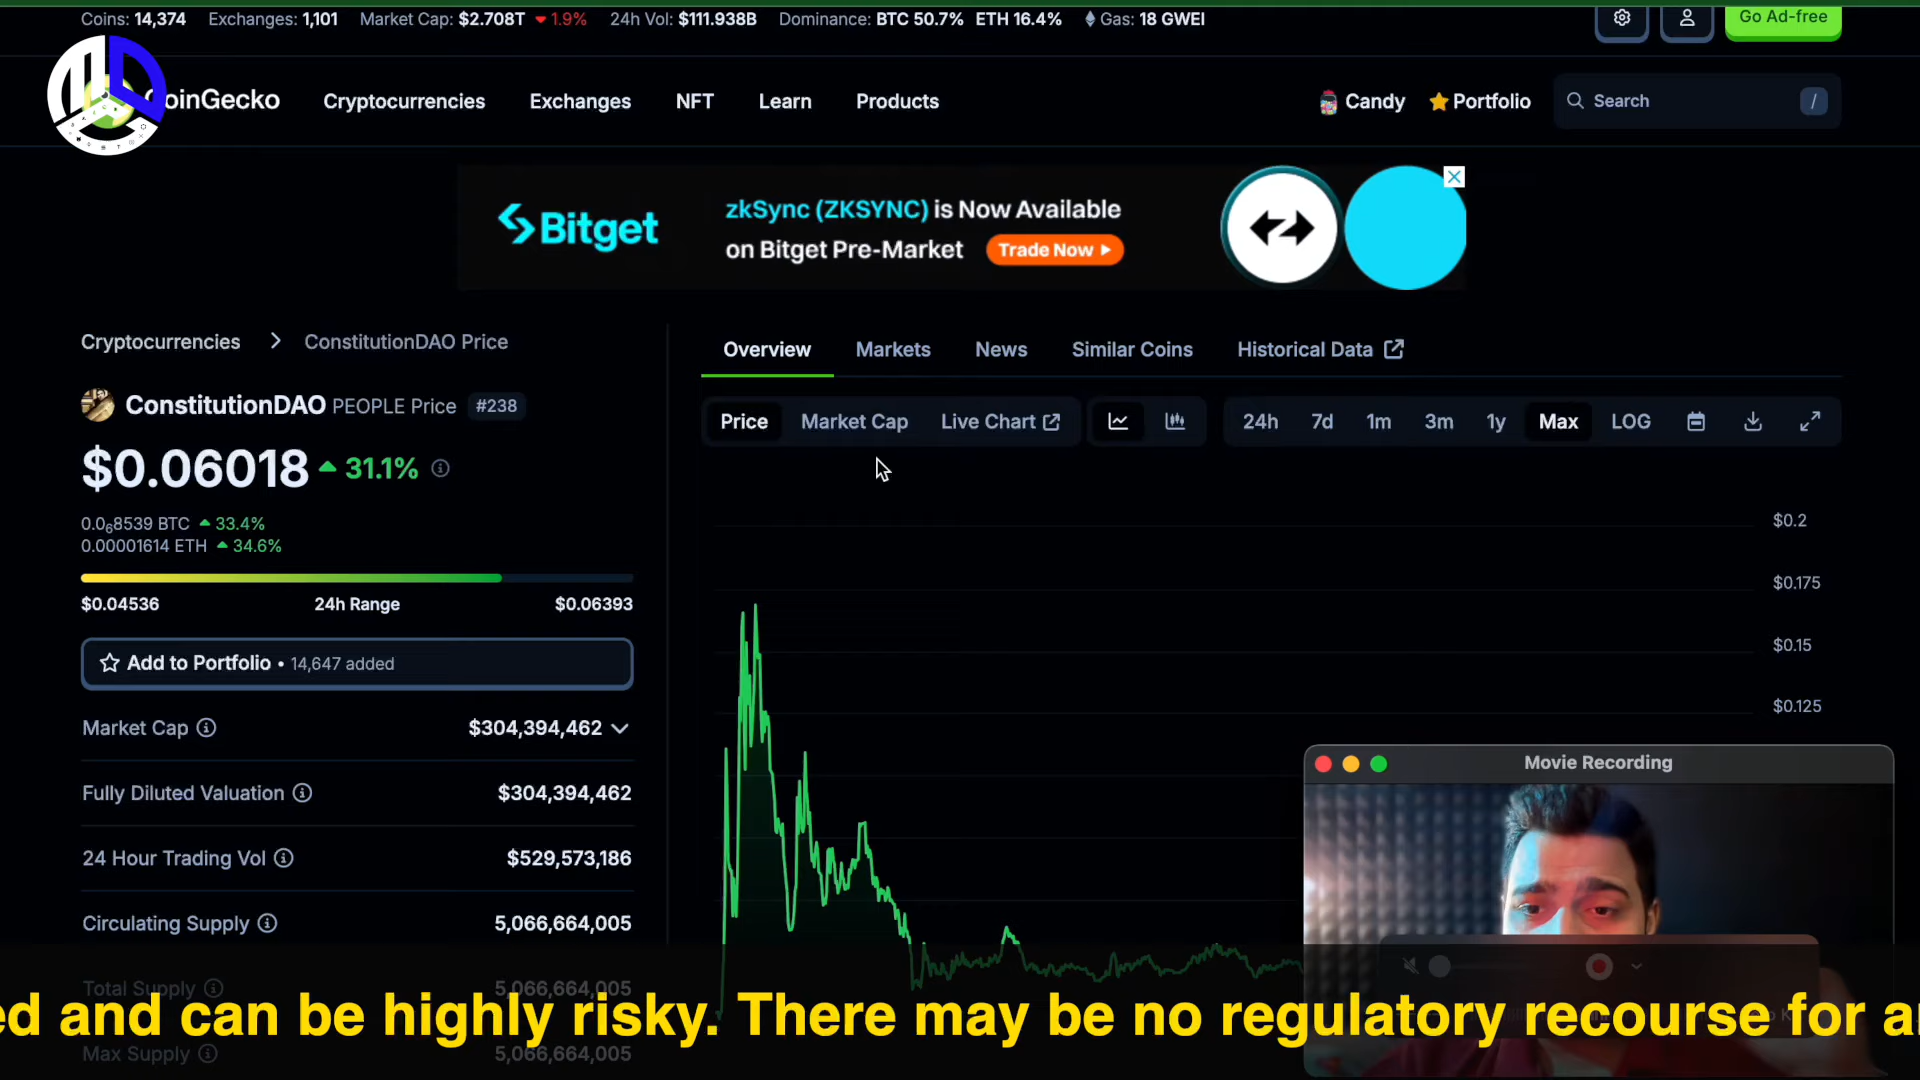 Coins: 14,374 Exchanges: 1,101 Market Cap: $2.708T 1.9% 24h Vol: $111.938B Dominance: BTC 50.7% ETH 16.4% Gas: 18 GWEI
Go Ad-free
CoinGecko Cryptocurrencies Exchanges NFT Learn Products Candy Portfolio Search /
Bitget
zkSync (ZKSYNC) is Now Available
on Bitget Pre-Market Trade Now
Cryptocurrencies > ConstitutionDAO Price
Overview Markets News Similar Coins Historical Data
ConstitutionDAO PEOPLE Price #238
Price Market Cap Live Chart 24h 7d 1m 3m 1y Max LOG
$0.06018 31.1%
0.0₆8539 BTC 33.4%
0.00001614 ETH 34.6%
$0.04536 24h Range $0.06393
Add to Portfolio • 14,647 added
Market Cap $304,394,462
Fully Diluted Valuation $304,394,462
24 Hour Trading Vol $529,573,186
Circulating Supply 5,066,664,005
Total Supply 5,066,664,005
Max Supply 5,066,664,005
$0.2
$0.175
$0.15
$0.125
Movie Recording
ed and can be highly risky. There may be no regulatory recourse for a